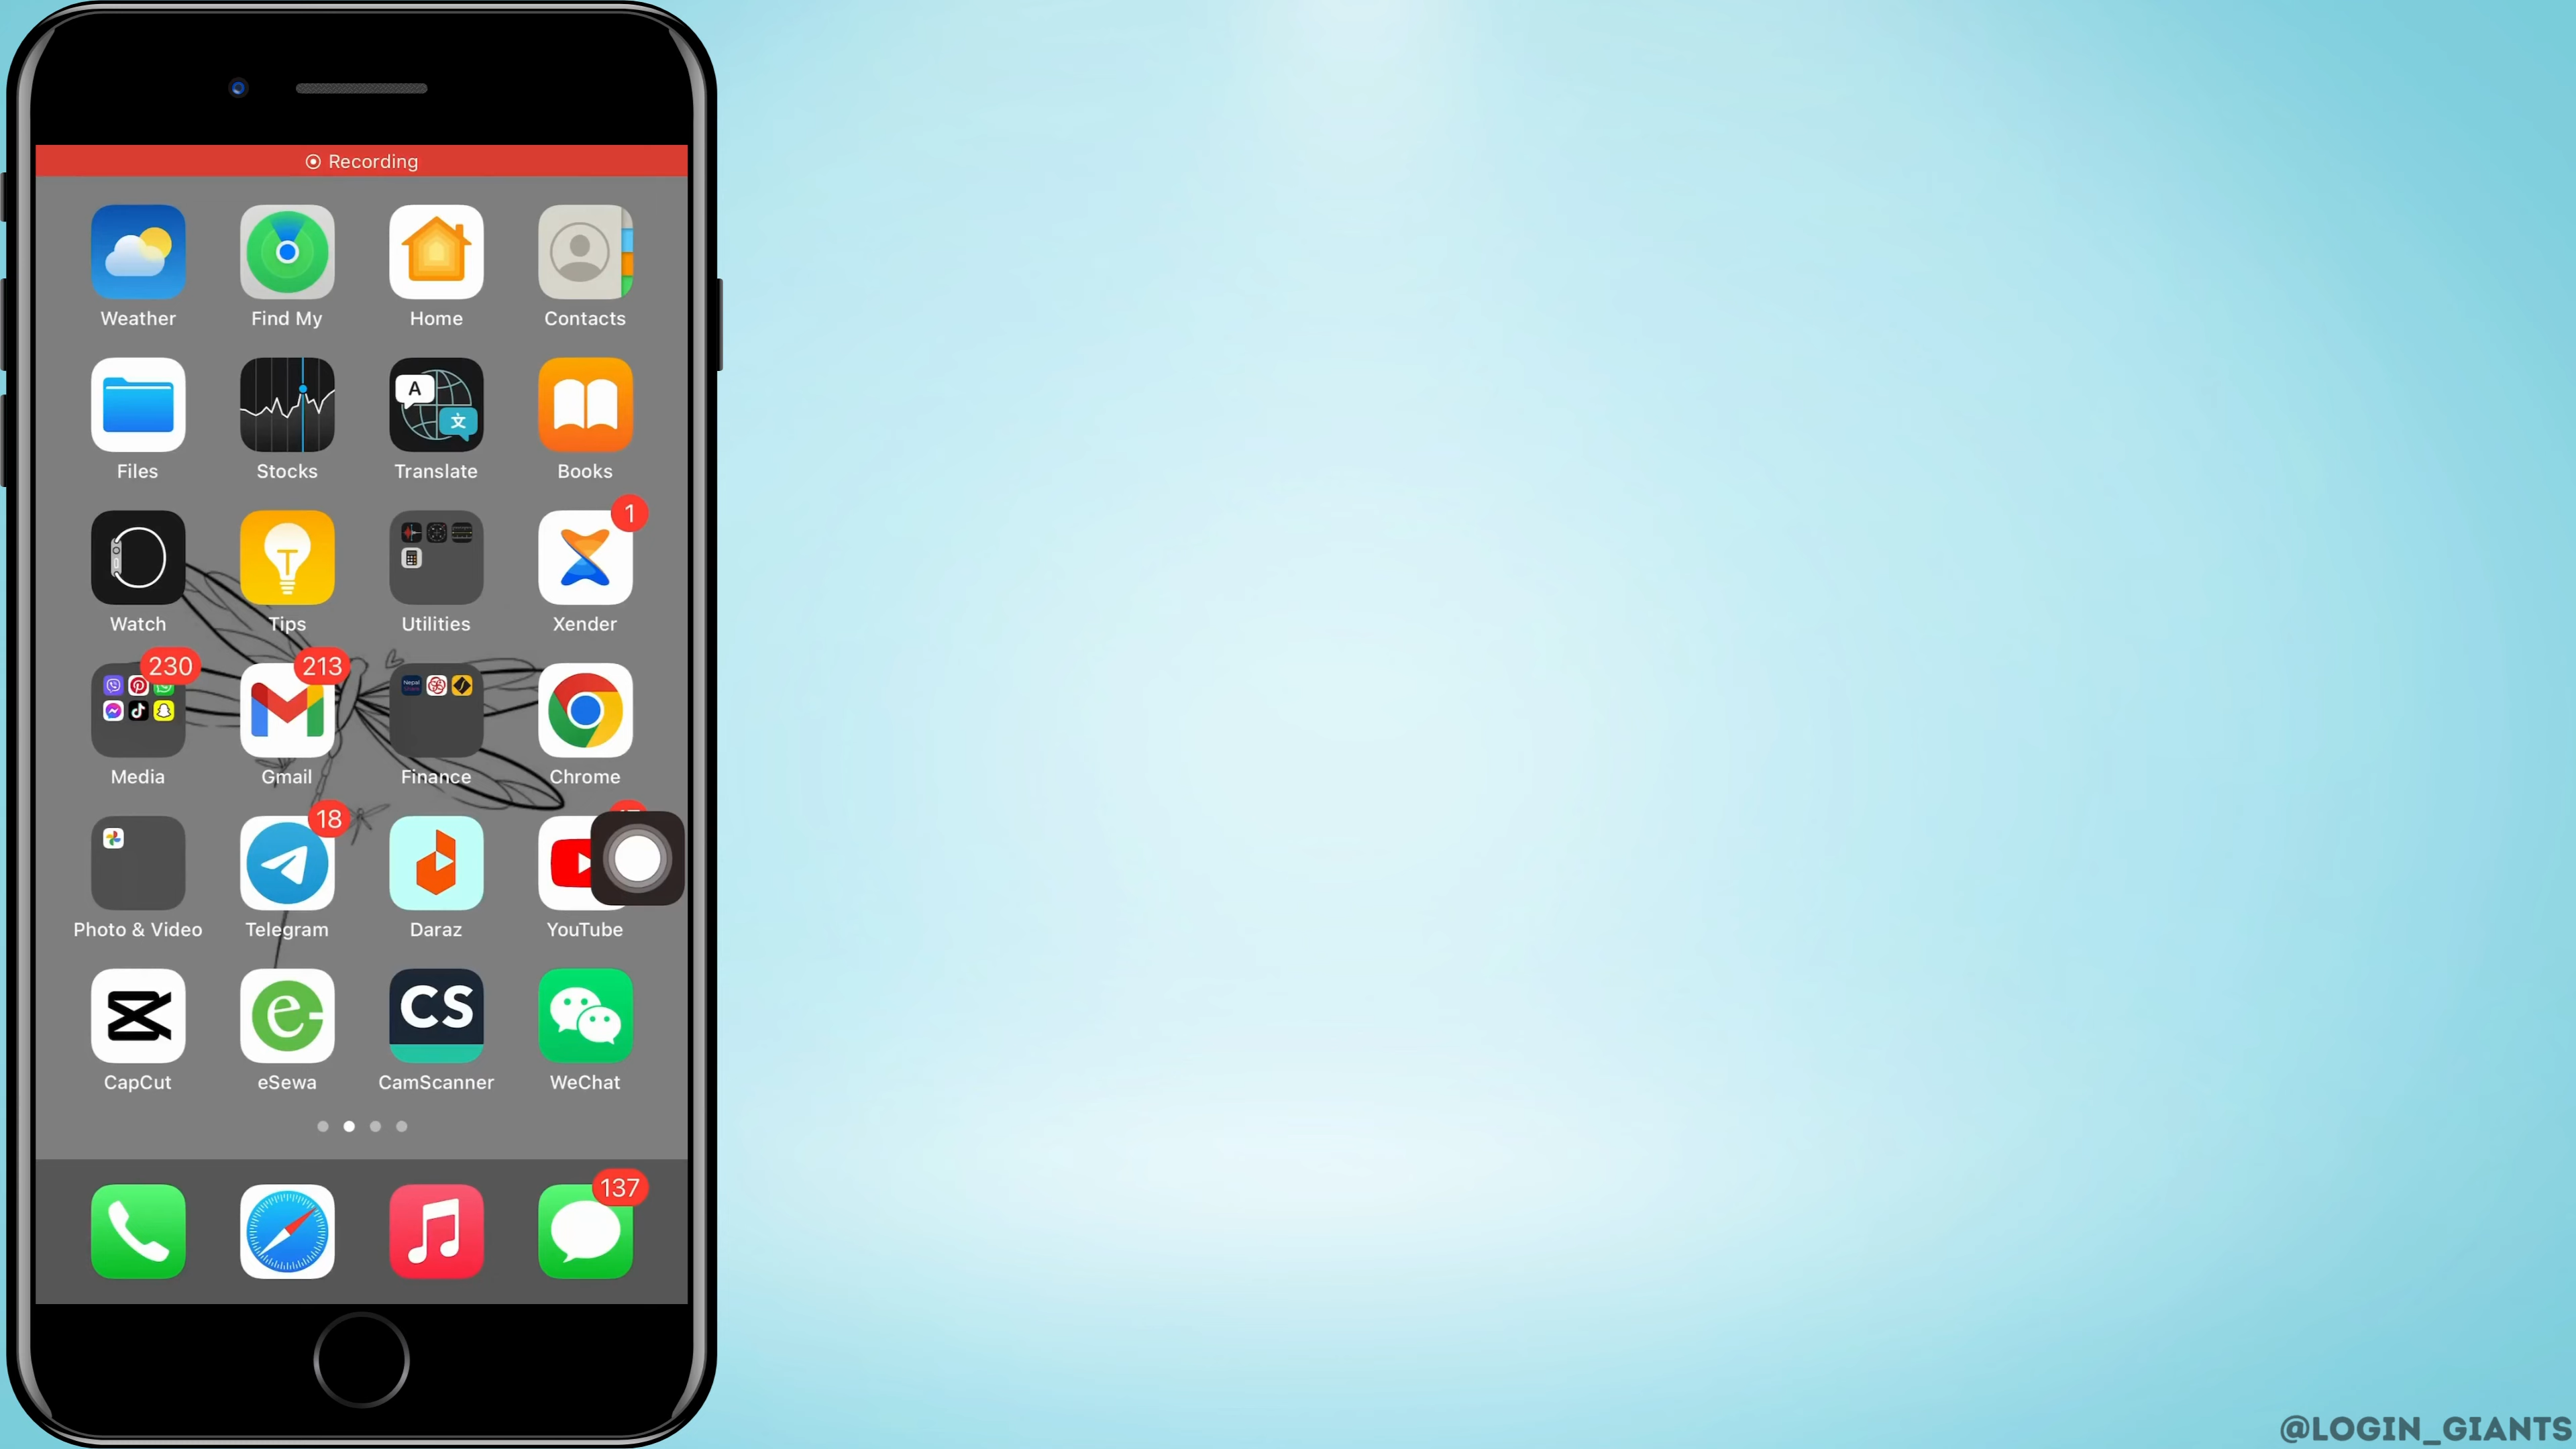 Recording
Weather Find My Home Contacts
A
文
Files Stocks Translate Books
1
Watch Tips Utilities Xender
230 213
Media Gmail Finance Chrome
18
Photo & Video Telegram Daraz YouTube
CS
CapCut eSewa CamScanner WeChat
137
@LOGIN_GIANTS